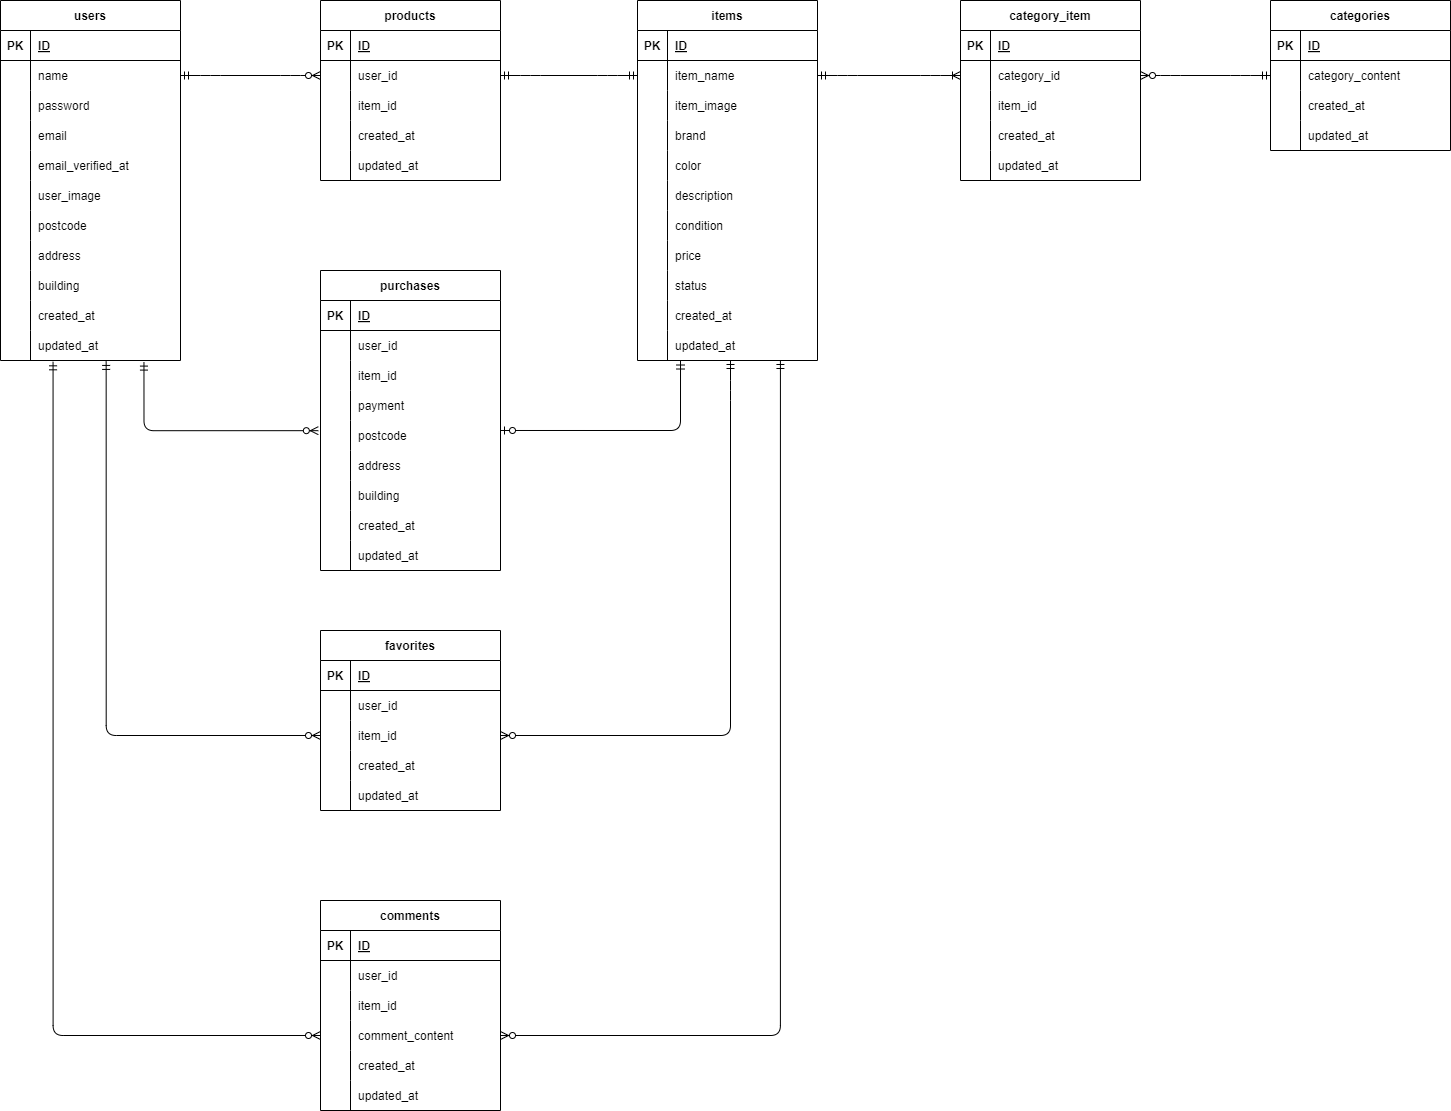 users
PK ID
name
password
email
email_verified_at
user_image
postcode
address
building
created_at
updated_at
products
PK ID
user_id
item_id
created_at
updated_at
items
PK ID
item_name
item_image
brand
color
description
condition
price
status
created_at
updated_at
category_item
PK ID
category_id
item_id
created_at
updated_at
categories
PK ID
category_content
created_at
updated_at
purchases
PK ID
user_id
item_id
payment
postcode
address
building
created_at
updated_at
favorites
PK ID
user_id
item_id
created_at
updated_at
comments
PK ID
user_id
item_id
comment_content
created_at
updated_at